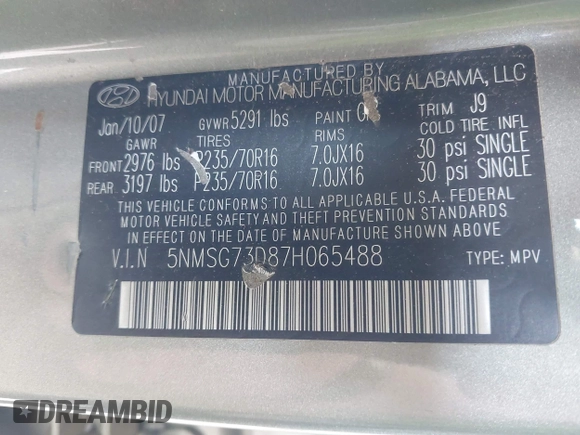 MANUFACTURED BY
HYUNDAI MOTOR MANUFACTURING ALABAMA, LLC
Jan/10/07 GVWR 5291 lbs PAINT TRIM J9
GAWR TIRES RIMS COLD TIRE INFL
FRONT 2976 lbs P235/70R16 7.0JX16 30 psi SINGLE
REAR 3197 lbs P235/70R16 7.0JX16 30 psi SINGLE
THIS VEHICLE CONFORMS TO ALL APPLICABLE U.S.A. FEDERAL
MOTOR VEHICLE SAFETY AND THEFT PREVENTION STANDARDS
IN EFFECT ON THE DATE OF MANUFACTURE SHOWN ABOVE
V.I.N 5NMSG73D87H065488 TYPE: MPV
DREAMBID